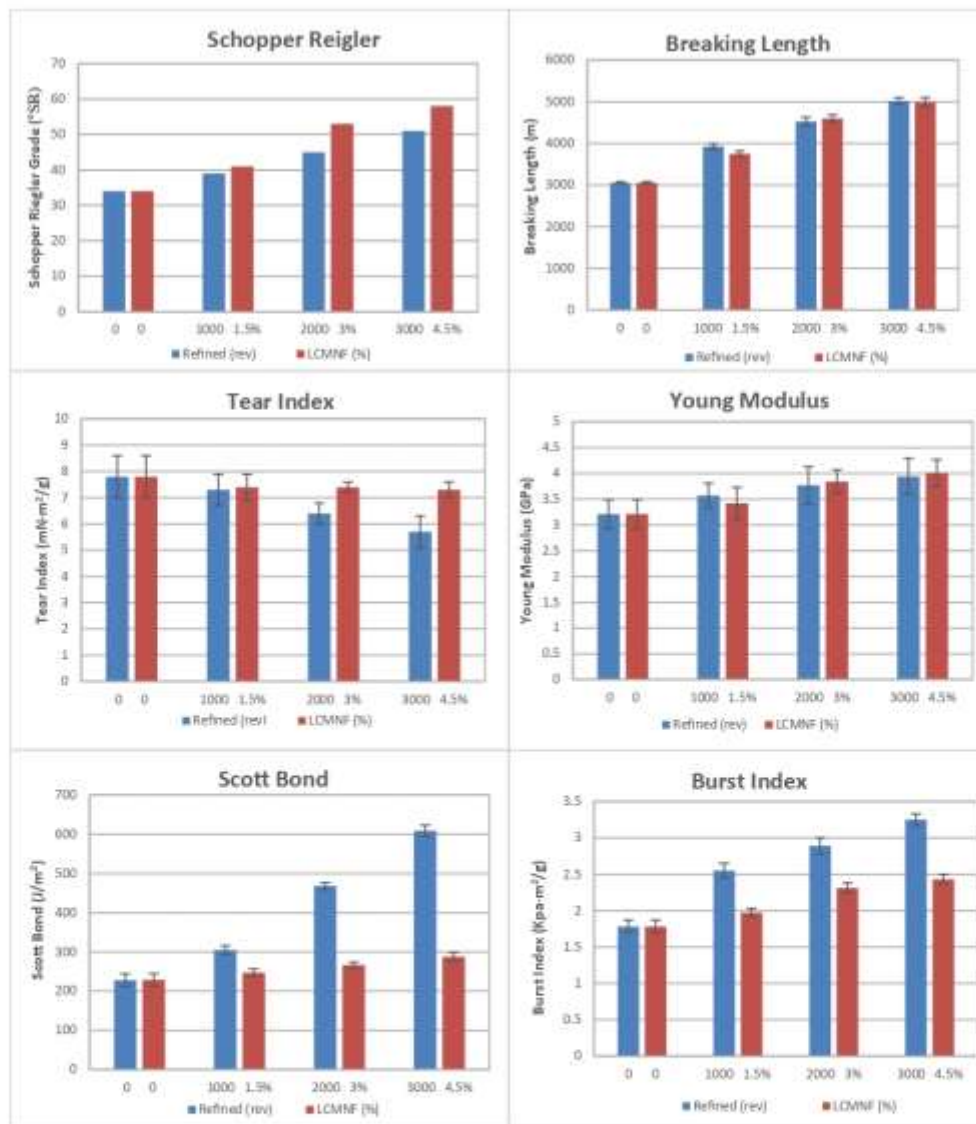 Schopper Reigler
Schopper Riegler Grade (°SR)
70
60
50
40
30
20
10
0
0 0 1000 1.5% 2000 3% 3000 4.5%
Refined (rev) LCMNF (%)
Breaking Length
Breaking Length (m)
6000
5000
4000
3000
2000
1000
0
0 0 1000 1.5% 2000 3% 3000 4.5%
Refined (rev) LCMNF (%)
Tear Index
Tear Index (mN·m²/g)
10
9
8
7
6
5
4
3
2
1
0
0 0 1000 1.5% 2000 3% 3000 4.5%
Refined (rev) LCMNF (%)
Young Modulus
Young Modulus (GPa)
5
4.5
4
3.5
3
2.5
2
1.5
1
0.5
0
0 0 1000 1.5% 2000 3% 3000 4.5%
Refined (rev) LCMNF (%)
Scott Bond
Scott Bond (J/m²)
700
600
500
400
300
200
100
0
0 0 1000 1.5% 2000 3% 3000 4.5%
Refined (rev) LCMNF (%)
Burst Index
Burst Index (Kpa·m²/g)
3.5
3
2.5
2
1.5
1
0.5
0
0 0 1000 1.5% 2000 3% 3000 4.5%
Refined (rev) LCMNF (%)